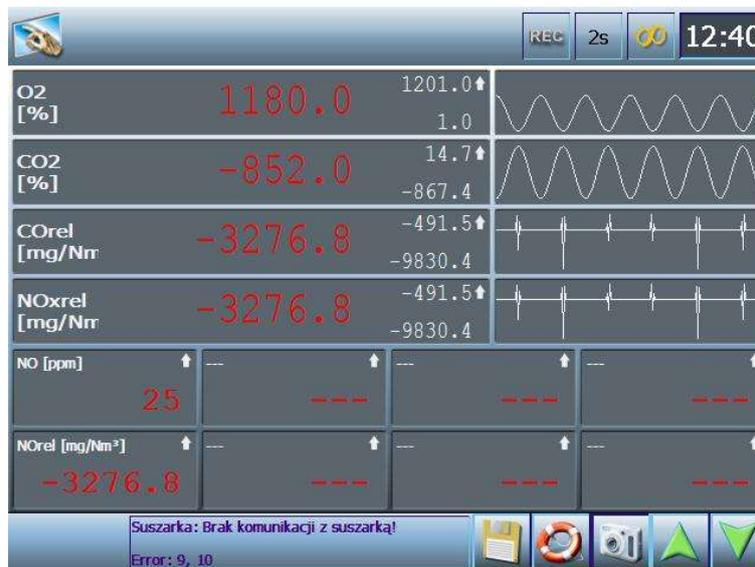 REC 2s 12:40
O2 [%] 1180.0 1201.0 1.0
CO2 [%] -852.0 14.7 -867.4
COrel [mg/Nm -3276.8 -491.5 -9830.4
NOxrel [mg/Nm -3276.8 -491.5 -9830.4
NO [ppm] --- --- ---
25 --- --- ---
NOrel [mg/Nm³] --- --- ---
-3276.8 --- --- ---
Suszarka: Brak komunikacji z suszarką!
Error: 9, 10